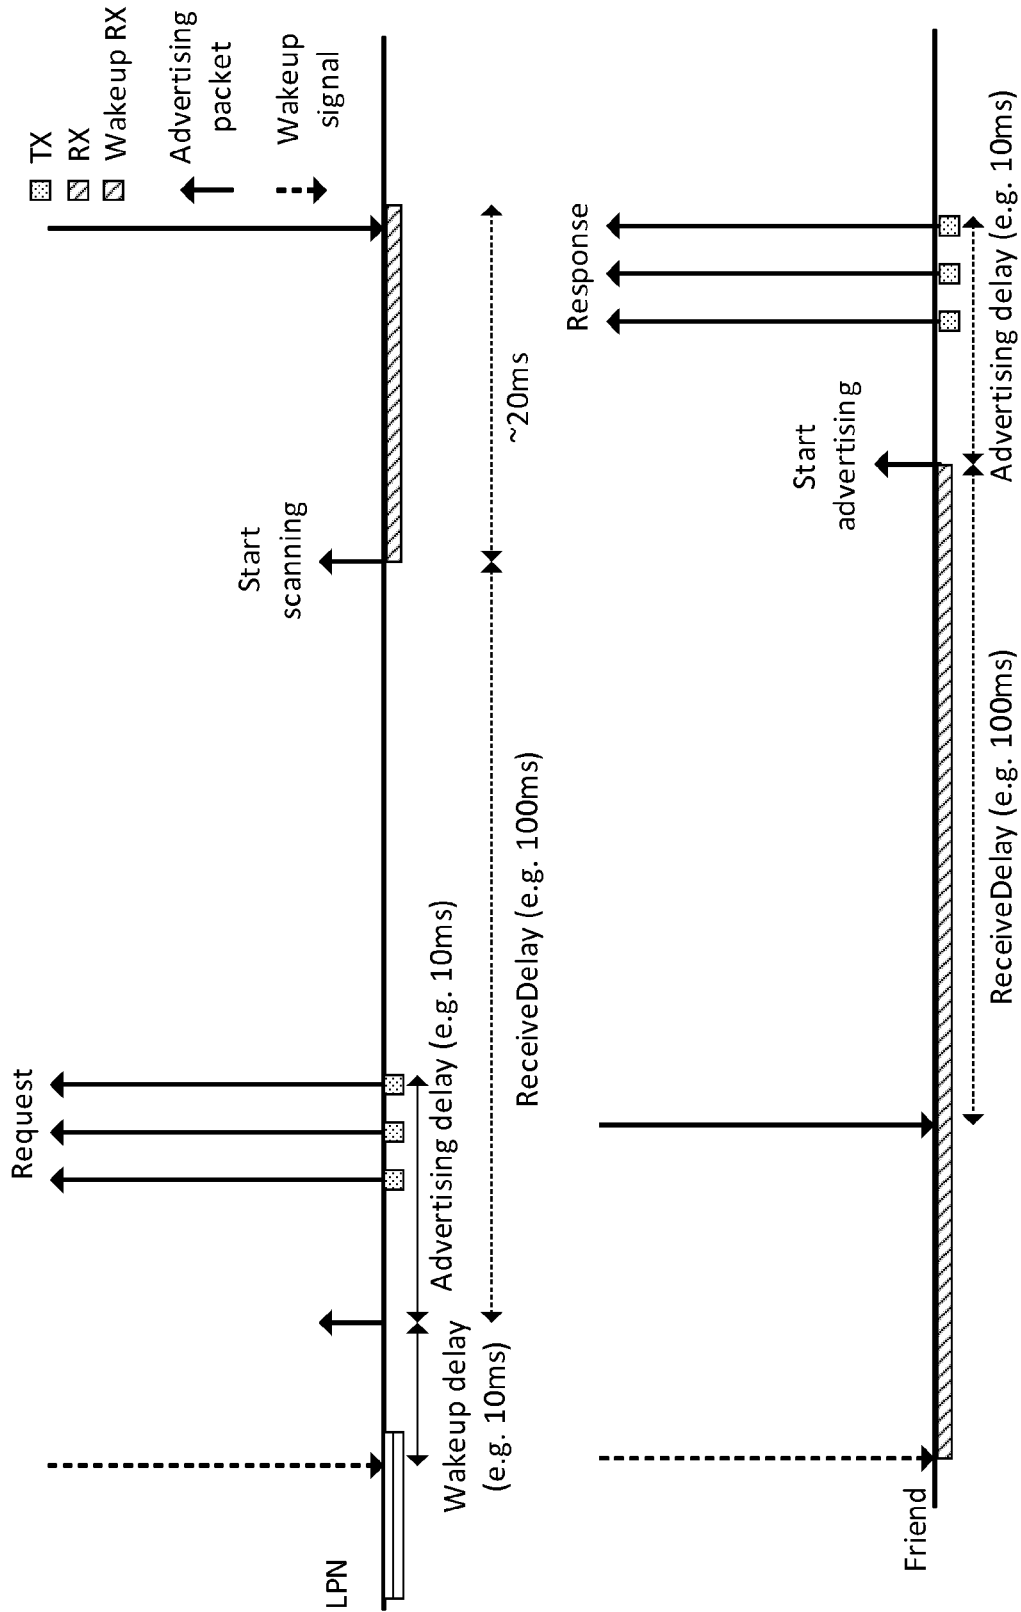 TX
RX
Wakeup RX
Advertising
packet
Wakeup
signal
Request
LPN
Start
scanning
Wakeup delay
(e.g. 10ms)
Advertising delay (e.g. 10ms)
ReceiveDelay (e.g. 100ms)
~20ms
Response
Friend
Start
advertising
ReceiveDelay (e.g. 100ms)
Advertising delay (e.g. 10ms)